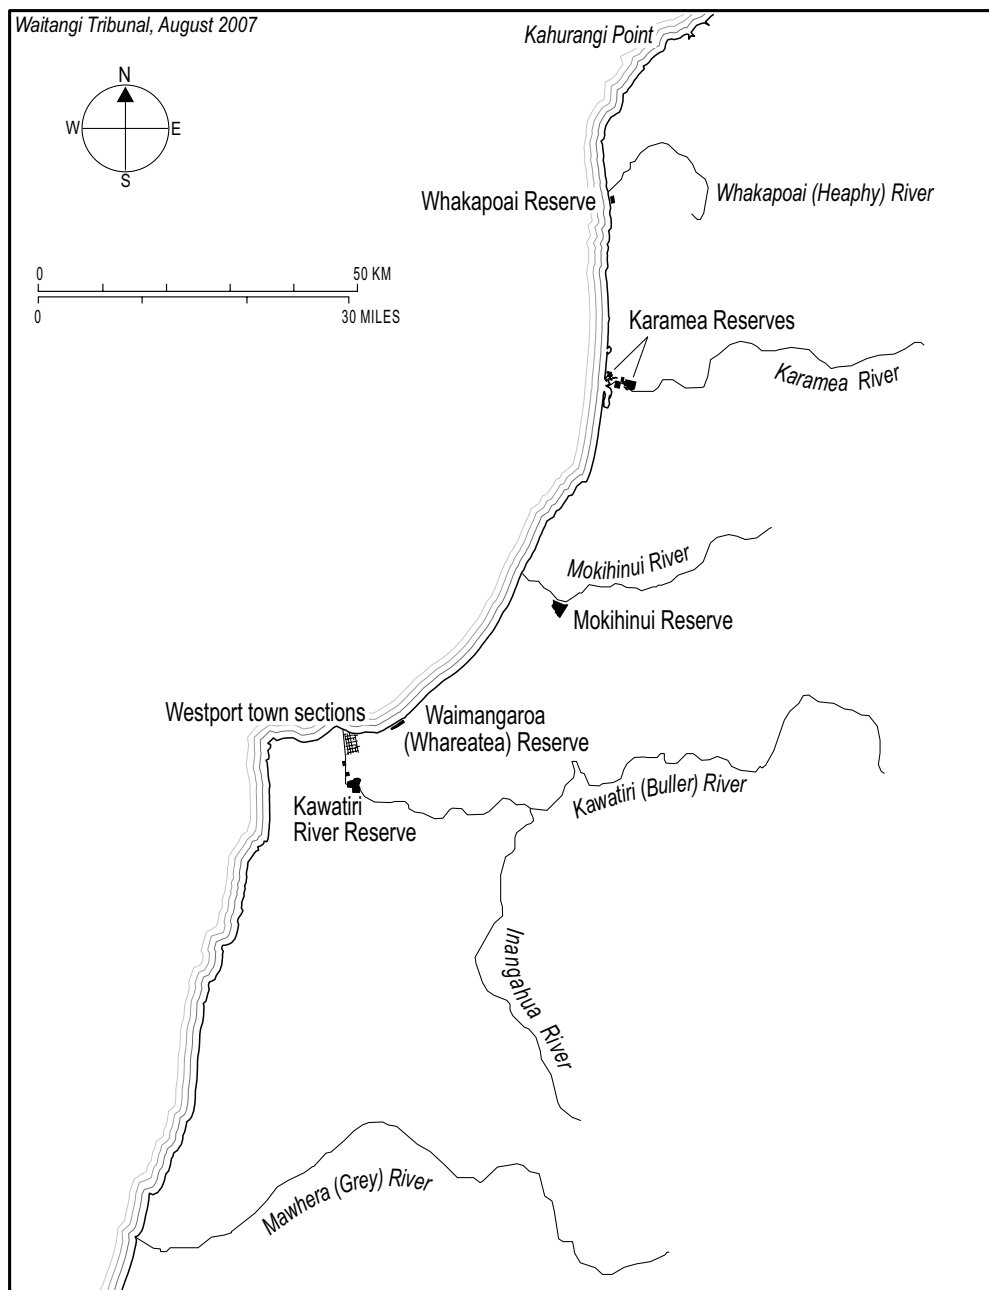 Waitangi Tribunal, August 2007
Kahurangi Point
N
W
E
S
Whakapoai Reserve
Whakapoai (Heaphy) River
0
50 KM
0
30 MILES
Karamea Reserves
Karamea River
Mokihinui River
Mokihinui Reserve
Westport town sections
Waimangaroa
(Whareatea) Reserve
Kawatiri (Buller) River
Kawatiri
River Reserve
Inangahua River
Mawhera (Grey) River